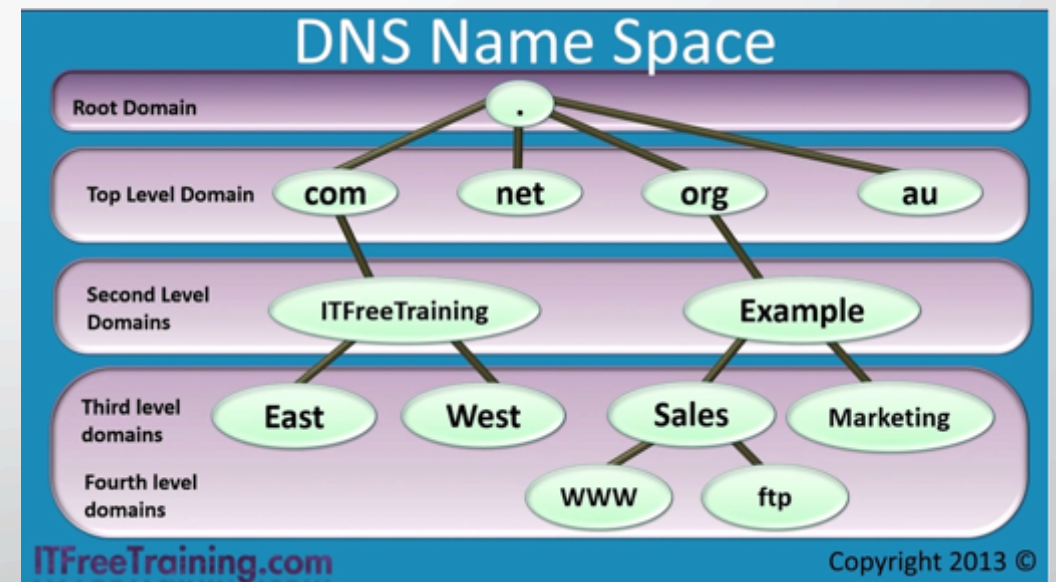 DNS Name Space
Root Domain
.
Top Level Domain
com
net
org
au
Second Level
Domains
ITFreeTraining
Example
Third level
domains
East
West
Sales
Marketing
Fourth level
domains
WWW
ftp
ITFreeTraining.com
Copyright 2013 ©